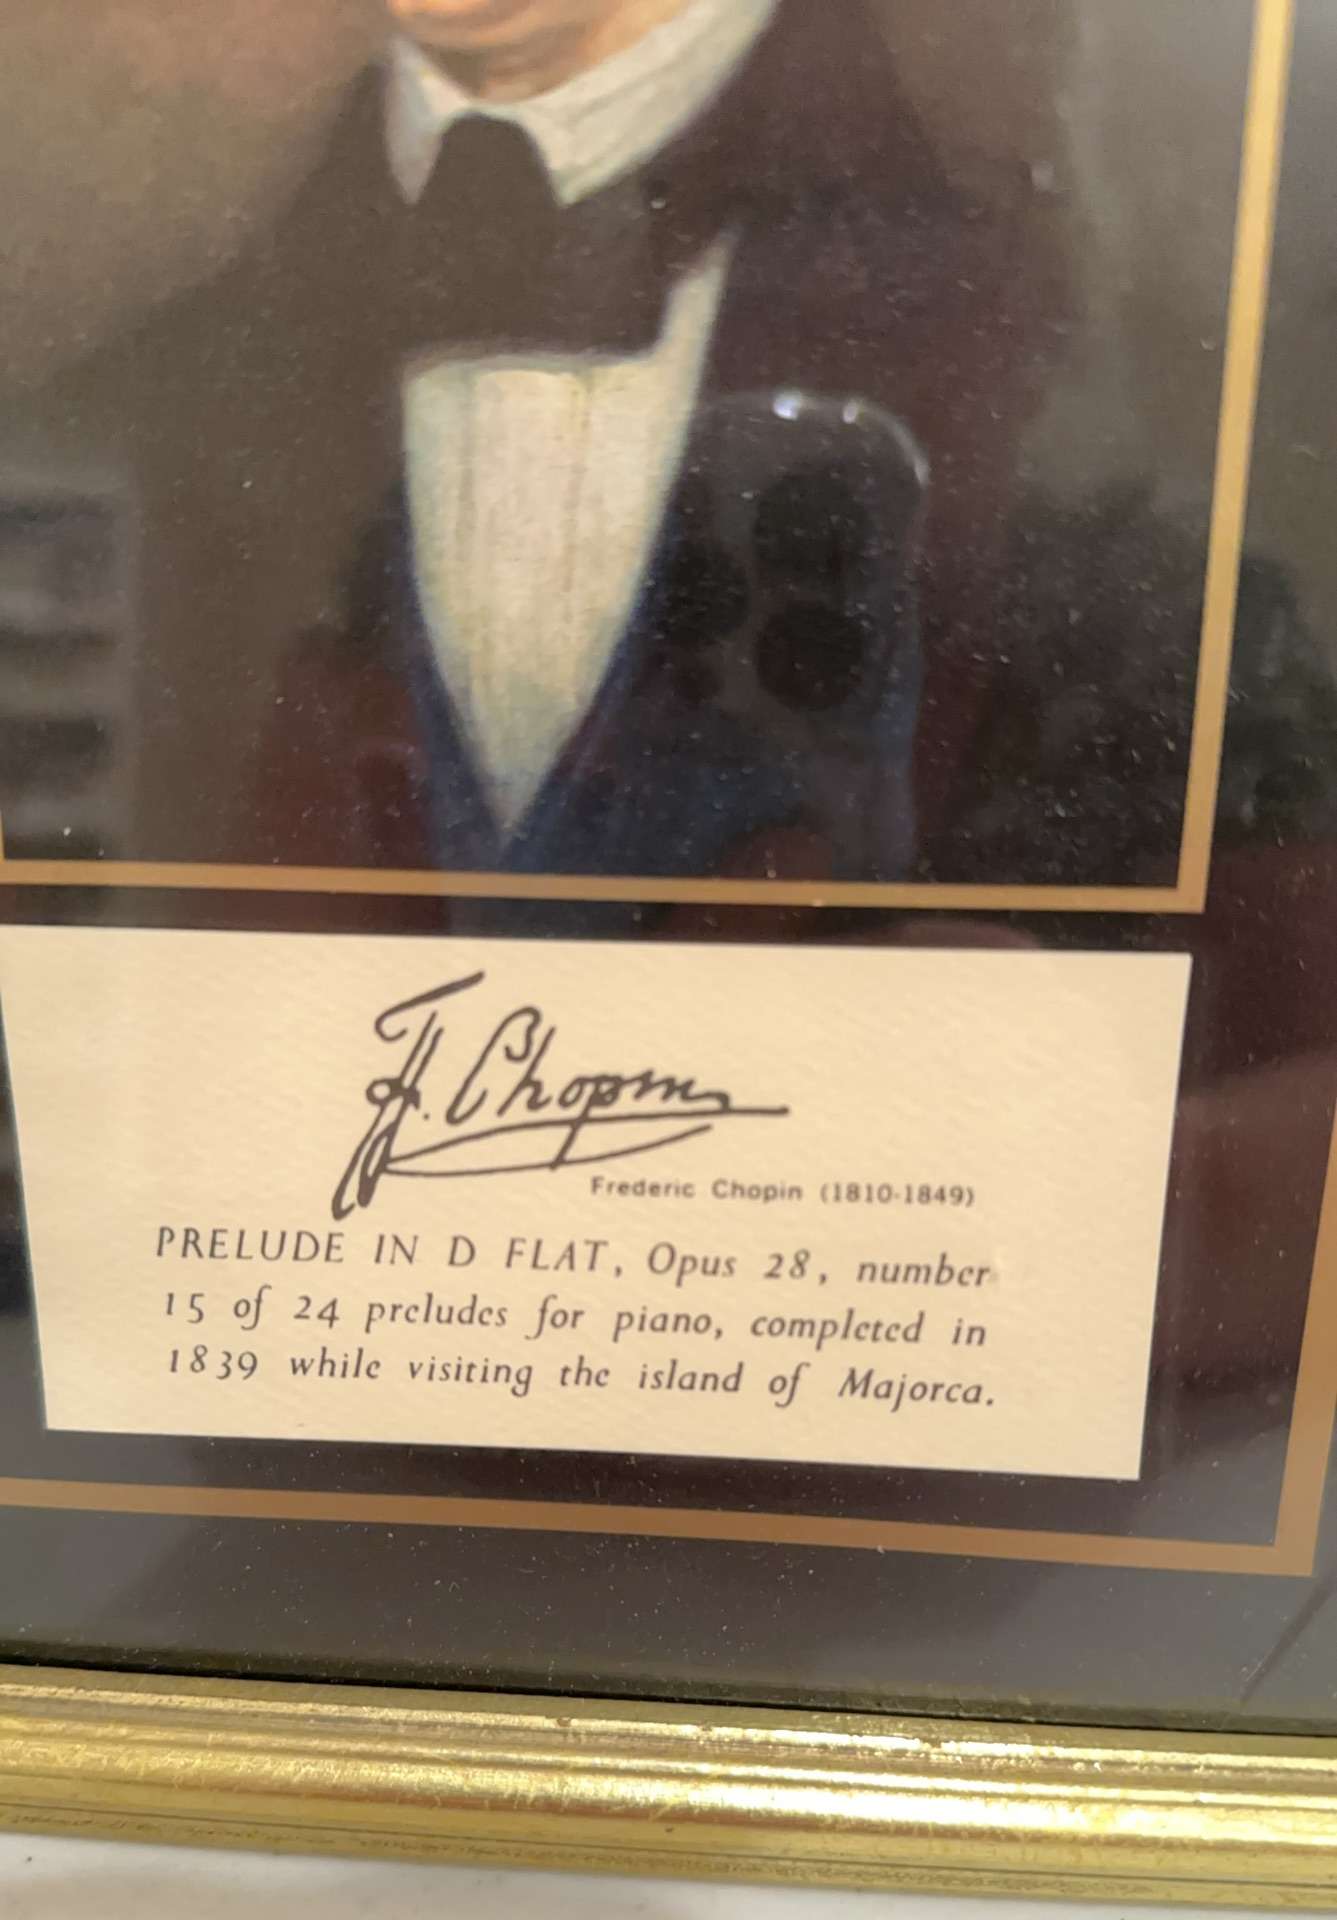 F. Chopin
Frederic Chopin (1810-1849)
PRELUDE IN D FLAT, Opus 28, number
15 of 24 preludes for piano, completed in
1839 while visiting the island of Majorca.